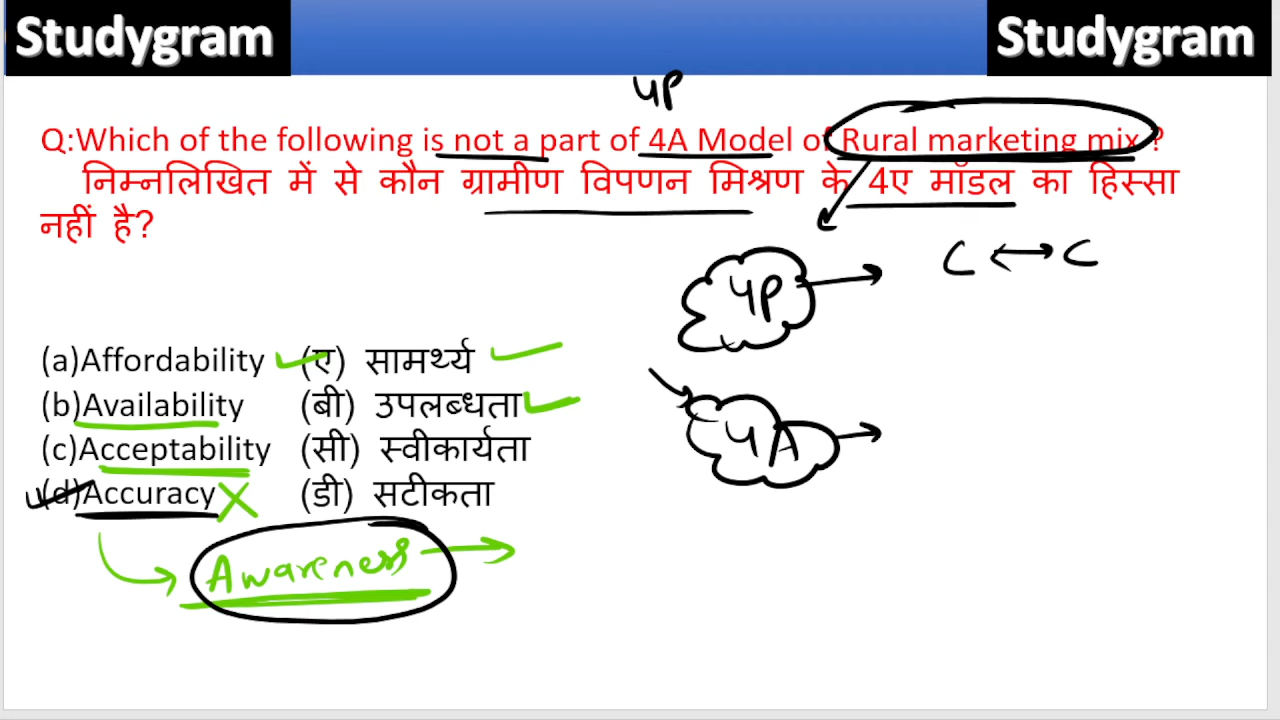 Studygram
Studygram
4P
Q:Which of the following is not a part of 4A Model of Rural marketing mix ?
निम्नलिखित में से कौन ग्रामीण विपणन मिश्रण के 4ए मॉडल का हिस्सा
नहीं है?
C ↔ C
4P
(a)Affordability (ए) सामर्थ्य
(b)Availability (बी) उपलब्धता
(c)Acceptability (सी) स्वीकार्यता
4A
(d)Accuracy (डी) सटीकता
Awareness